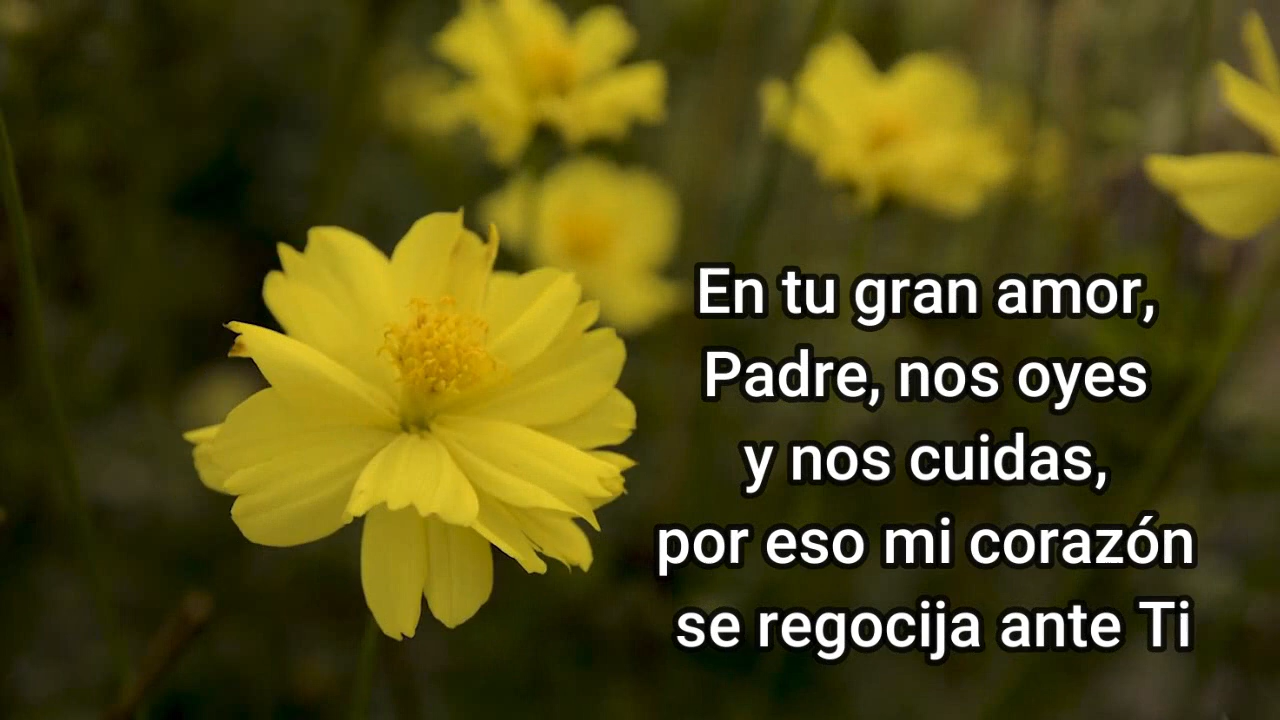 En tu gran amor,
Padre, nos oyes
y nos cuidas,
por eso mi corazón
se regocija ante Ti